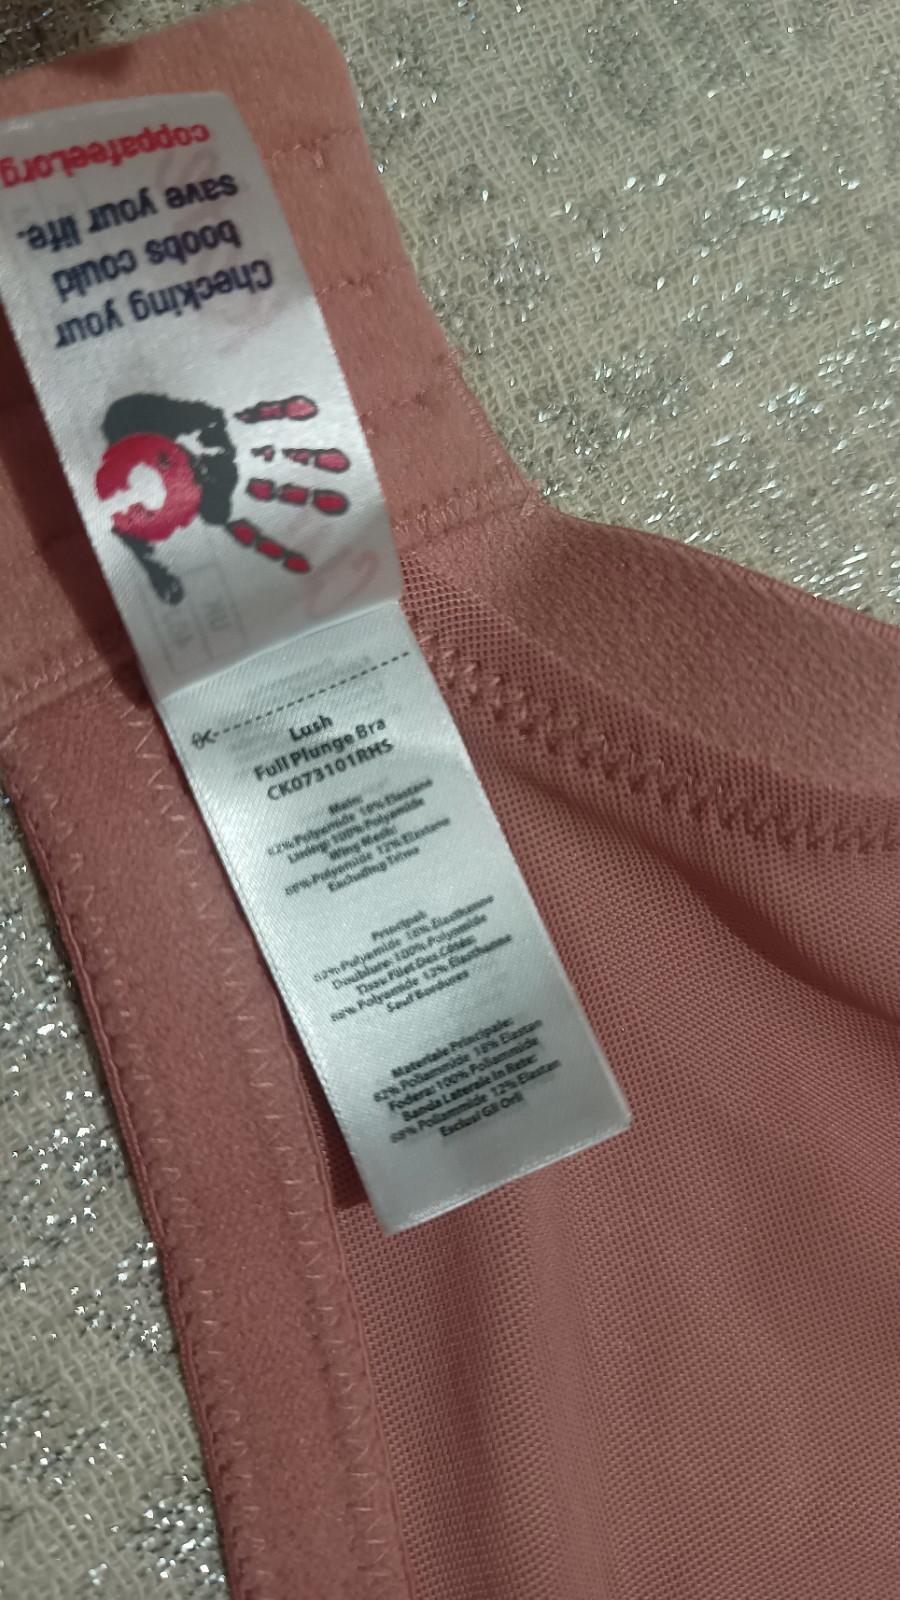 Checking your
boobs could
save your life.
coppafeel.org
Lush
Full Plunge Bra
CK073101RHS
Main:
82% Polyamide 18% Elastane
Lining: 100% Polyamide
Wing Mesh:
88% Polyamide 12% Elastane
Excluding Trims
Principal:
82% Polyamide 18% Elasthanne
Doublure: 100% Polyamide
Filet Des Côtés:
88% Polyamide 12% Elasthanne
Sauf Bordures
Materiale Principale:
82% Poliammide 18% Elastan
Fodera: 100% Poliammide
Banda Laterale In Rete:
88% Poliammide 12% Elastan
Esclusi Gli Orli